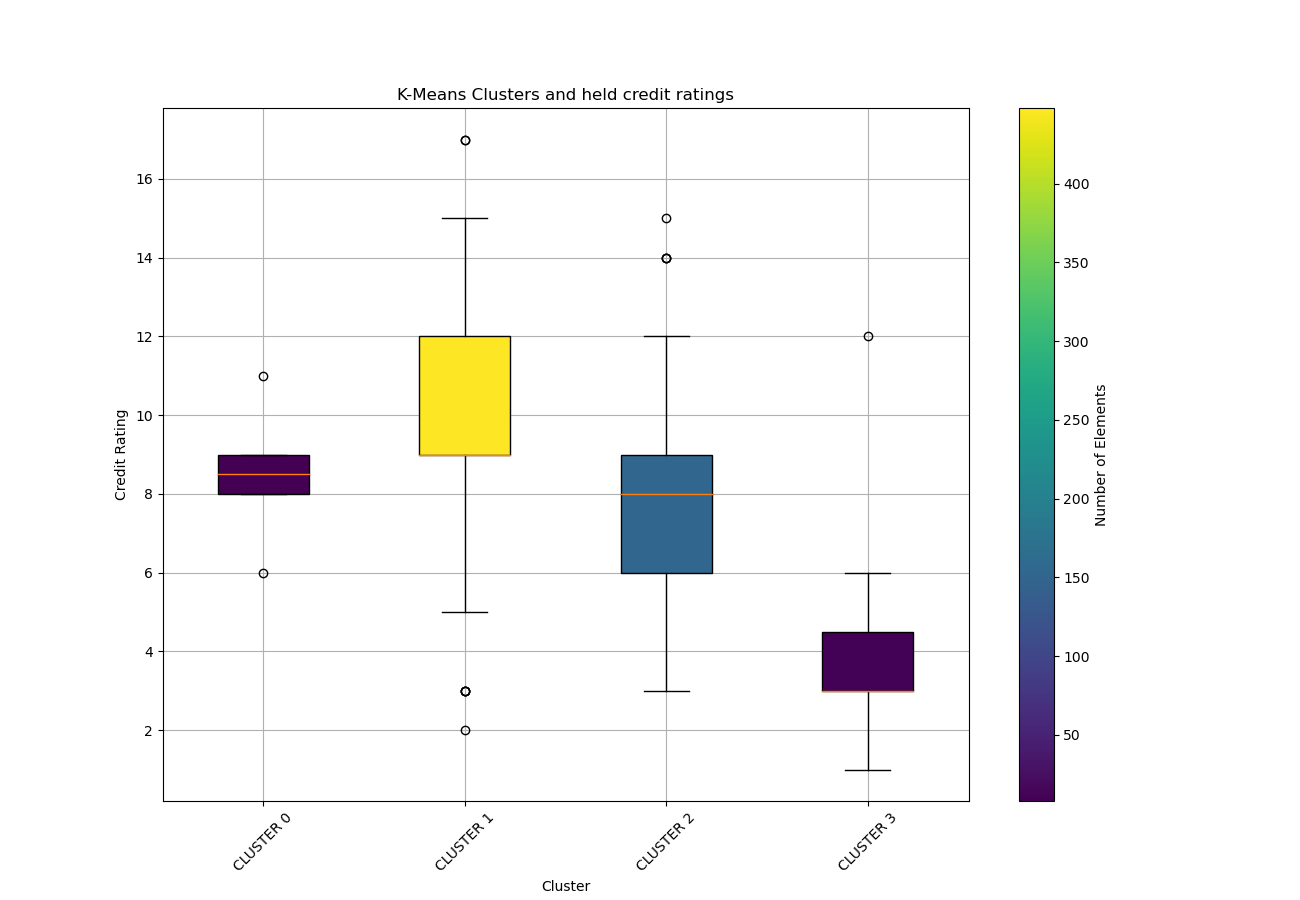 K-Means Clusters and held credit ratings
Credit Rating
16
14
12
10
8
6
4
2
CLUSTER 0
CLUSTER 1
CLUSTER 2
CLUSTER 3
Cluster
400
350
300
250
200
150
100
50
Number of Elements